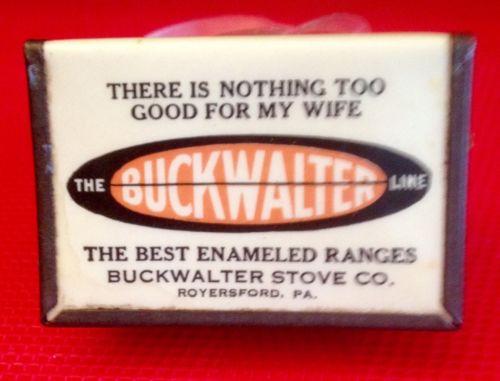 THERE IS NOTHING TOO
GOOD FOR MY WIFE
THE BUCKWALTER LINE
THE BEST ENAMELED RANGES
BUCKWALTER STOVE CO.
ROYERSFORD, PA.